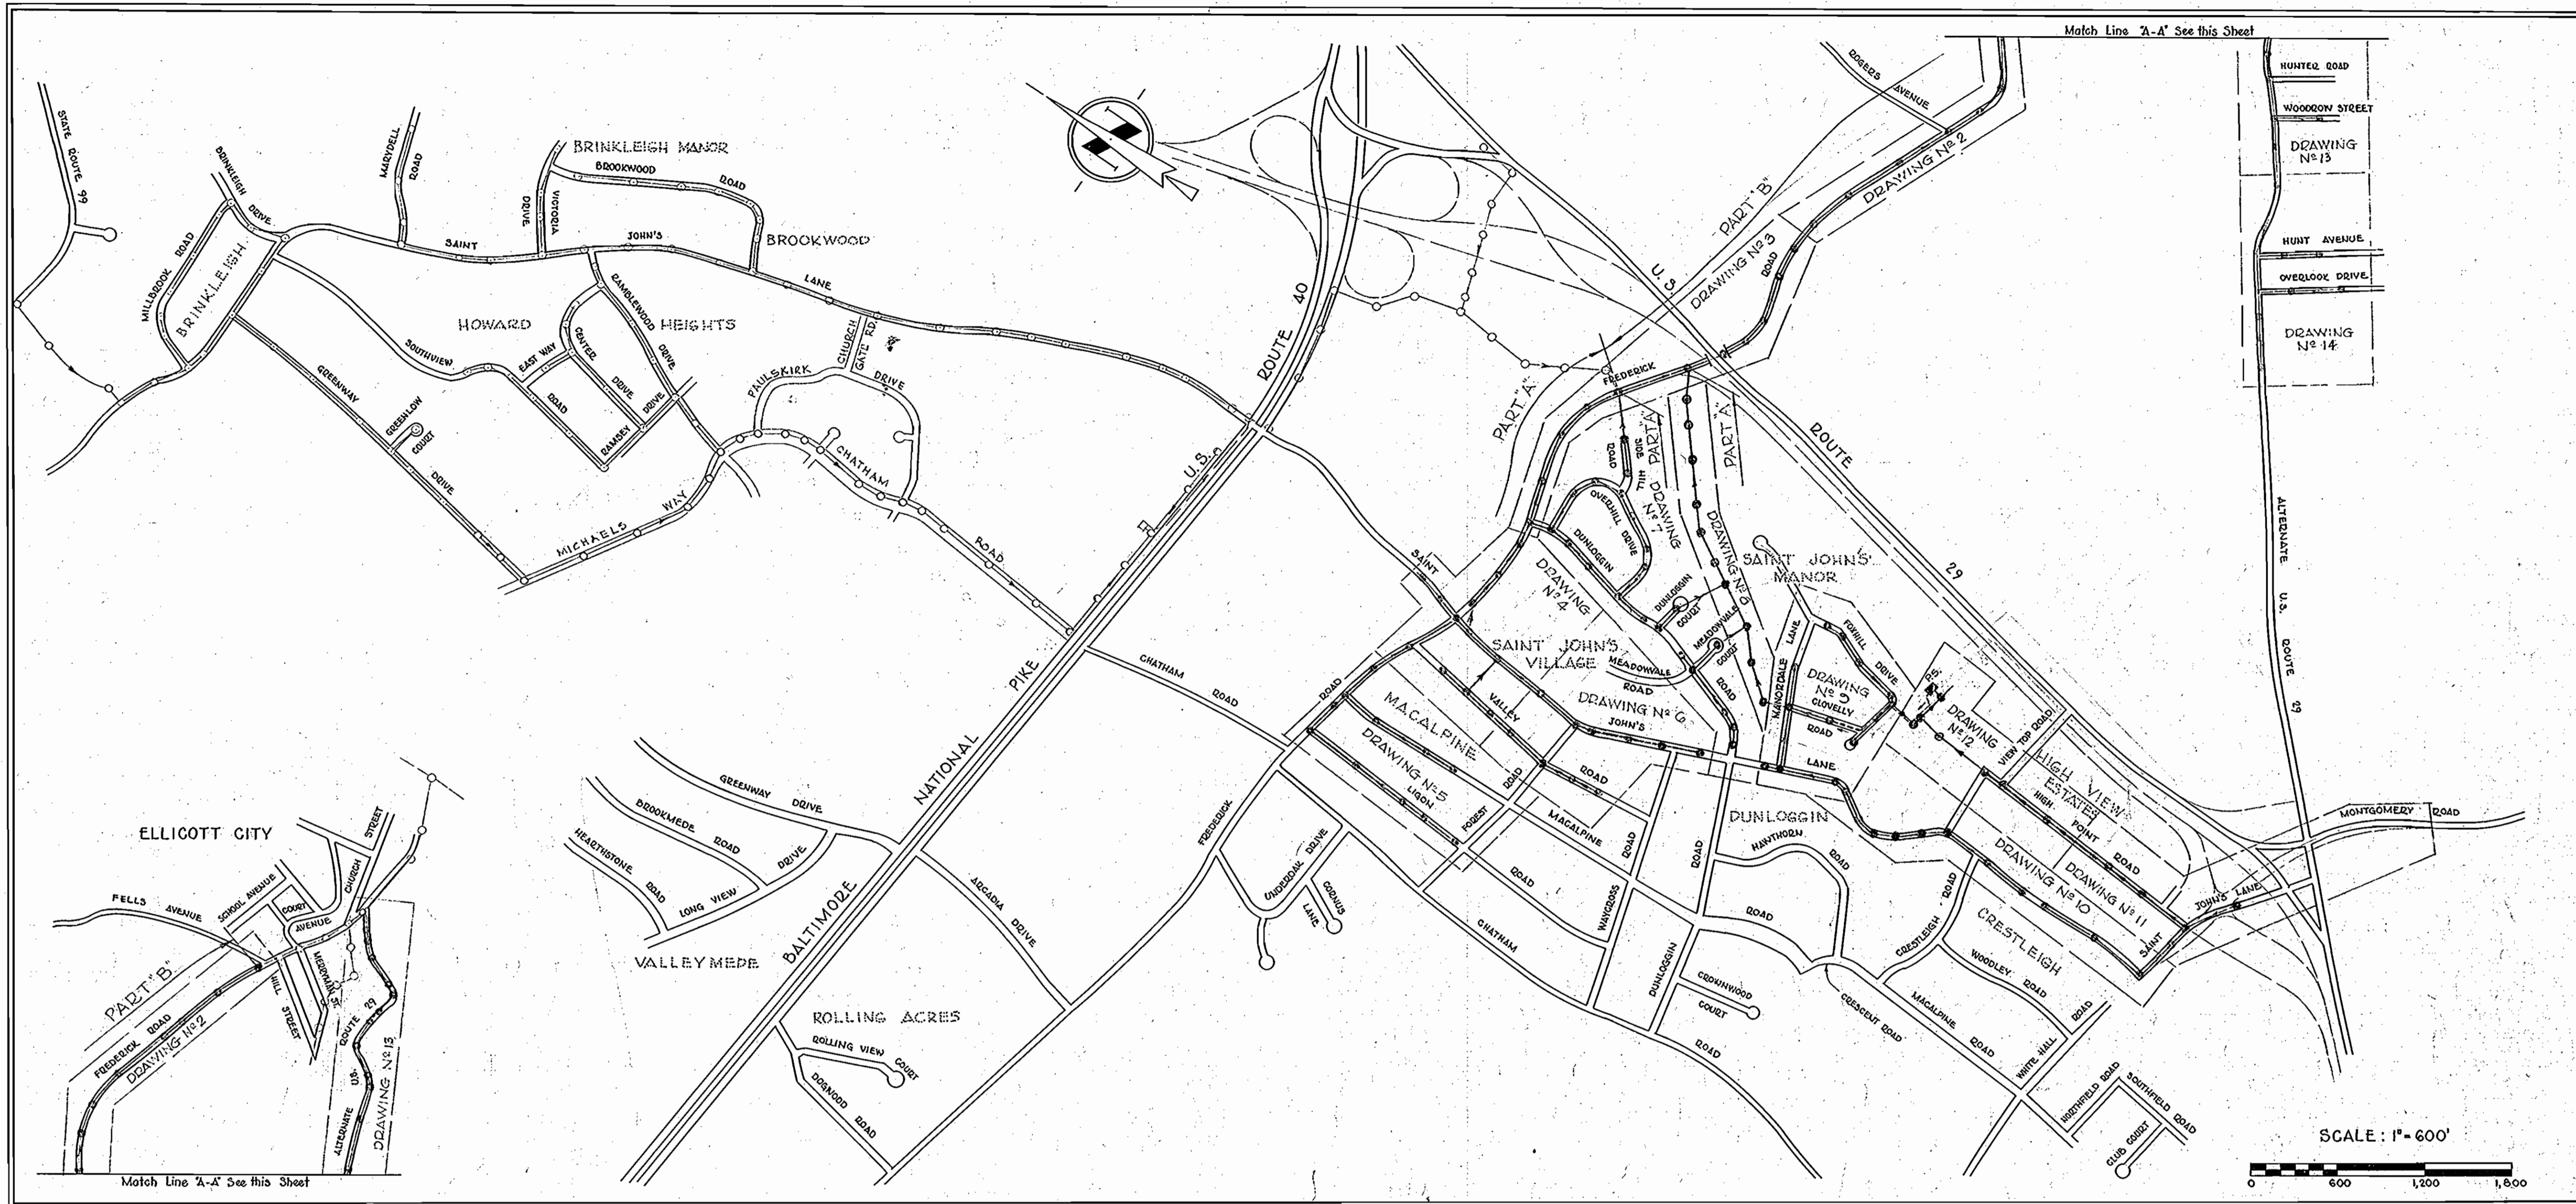 Match Line "A-A" See this Sheet
STATE ROUTE 99
BRINKLEIGH DRIVE
MARYDELL ROAD
BRINKLEIGH MANOR
BROOKWOOD ROAD
VICTORIA DRIVE
BROOKWOOD
SAINT JOHN'S LANE
MILLBROOK ROAD
BRINKLEIGH
HOWARD HEIGHTS
RAMBLEWOOD DRIVE
SOUTHVIEW ROAD
EAST WAY
CENTER DRIVE
RAMSEY DRIVE
GREENWAY DRIVE
GREENLOW COURT
MICHAELS WAY
PAULSKIRK DRIVE
CHURCH GATE RD.
CHATHAM ROAD
U.S. ROUTE 40
BALTIMORE NATIONAL PIKE
ROGERS AVENUE
DRAWING Nº 2
PART "B"
DRAWING Nº 3
ROAD
U.S. ROUTE 29
FREDERICK
PART "A"
PART "A"
PART "A"
SIDE HILL ROAD
DRAWING Nº 7
OVERHILL DRIVE
DUNLOGGIN
DRAWING Nº 8
SAINT JOHN'S MANOR
DRAWING Nº 4
DUNLOGGIN COURT
MEADOWVALE COURT
SAINT JOHN'S VILLAGE
MEADOWVALE ROAD
ROAD
MANORDALE LANE
FOXHILL DRIVE
DRAWING Nº 9
CLOVELLY ROAD
P.S.
DRAWING Nº 12
VIEW TOP ROAD
HIGH VIEW ESTATES
HIGH POINT ROAD
DRAWING Nº 10
DRAWING Nº 11
SAINT JOHN'S LANE
MONTGOMERY ROAD
SAINT
JOHN'S
LANE
DRAWING Nº 6
VALLEY ROAD
MACALPINE
DRAWING Nº 5
LIGON ROAD
FOREST ROAD
MACALPINE ROAD
WAYCROSS ROAD
DUNLOGGIN ROAD
DUNLOGGIN
HAWTHORN ROAD
CRESTLEIGH ROAD
CRESTLEIGH
WOODLEY ROAD
CROWNWOOD COURT
CRESCENT ROAD
MACALPINE ROAD
WHITE HALL ROAD
NORTHFIELD ROAD
SOUTHFIELD ROAD
CLUB COURT
CHATHAM ROAD
FREDERICK ROAD
UNDEROAK DRIVE
CORNUS LANE
CHATHAM ROAD
GREENWAY DRIVE
BROOKMEDE ROAD
HEARTHSTONE ROAD
LONG VIEW DRIVE
VALLEY MEDE
ARCADIA DRIVE
ROLLING ACRES
ROLLING VIEW COURT
DOGWOOD ROAD
HUNTER ROAD
WOODROW STREET
DRAWING Nº 13
HUNT AVENUE
OVERLOOK DRIVE
DRAWING Nº 14
ALTERNATE U.S. ROUTE 29
ELLICOTT CITY
STREET
CHURCH
FELLS AVENUE
SCHOOL AVENUE
COURT AVENUE
MERRYMAN ST.
HILL STREET
PART "B"
FREDERICK ROAD
DRAWING Nº 2
ALTERNATE U.S. ROUTE 29
DRAWING Nº 13
Match Line "A-A" See this Sheet
SCALE: 1"=600'
0 600 1,200 1,800